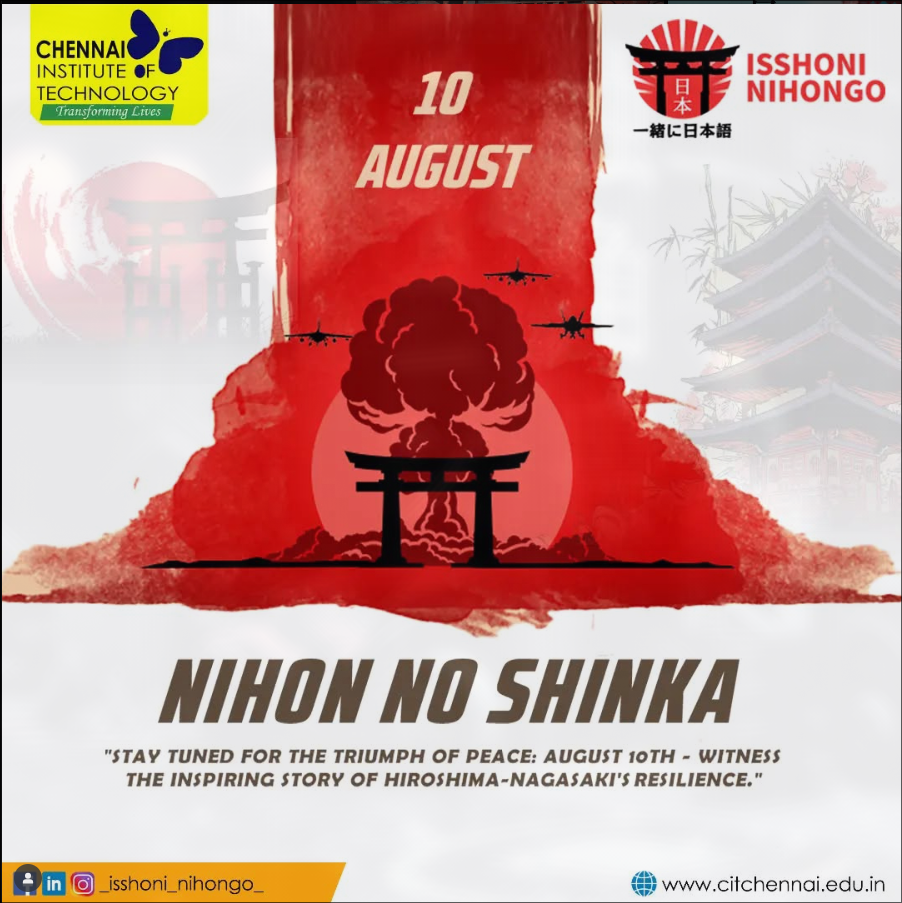 CHENNAI
INSTITUTE OF
TECHNOLOGY
Transforming Lives
10
AUGUST
日本
ISSHONI
NIHONGO
一緒に日本語
NIHON NO SHINKA
"STAY TUNED FOR THE TRIUMPH OF PEACE: AUGUST 10TH - WITNESS
THE INSPIRING STORY OF HIROSHIMA-NAGASAKI'S RESILIENCE."
in
_isshoni_nihongo_
www.citchennai.edu.in